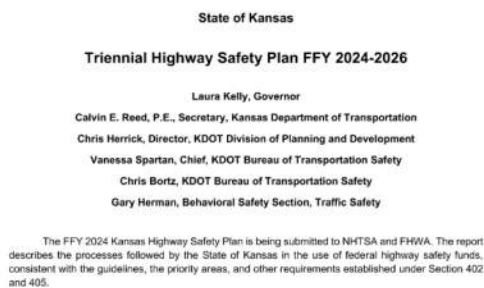 State of Kansas
Triennial Highway Safety Plan FFY 2024-2026
Laura Kelly, Governor
Calvin E. Reed, P.E., Secretary, Kansas Department of Transportation
Chris Herrick, Director, KDOT Division of Planning and Development
Vanessa Spartan, Chief, KDOT Bureau of Transportation Safety
Chris Bortz, KDOT Bureau of Transportation Safety
Gary Herman, Behavioral Safety Section, Traffic Safety
The FFY 2024 Kansas Highway Safety Plan is being submitted to NHTSA and FHWA. The report
describes the processes followed by the State of Kansas in the use of federal highway safety funds,
consistent with the guidelines, the priority areas, and other requirements established under Section 402
and 405.